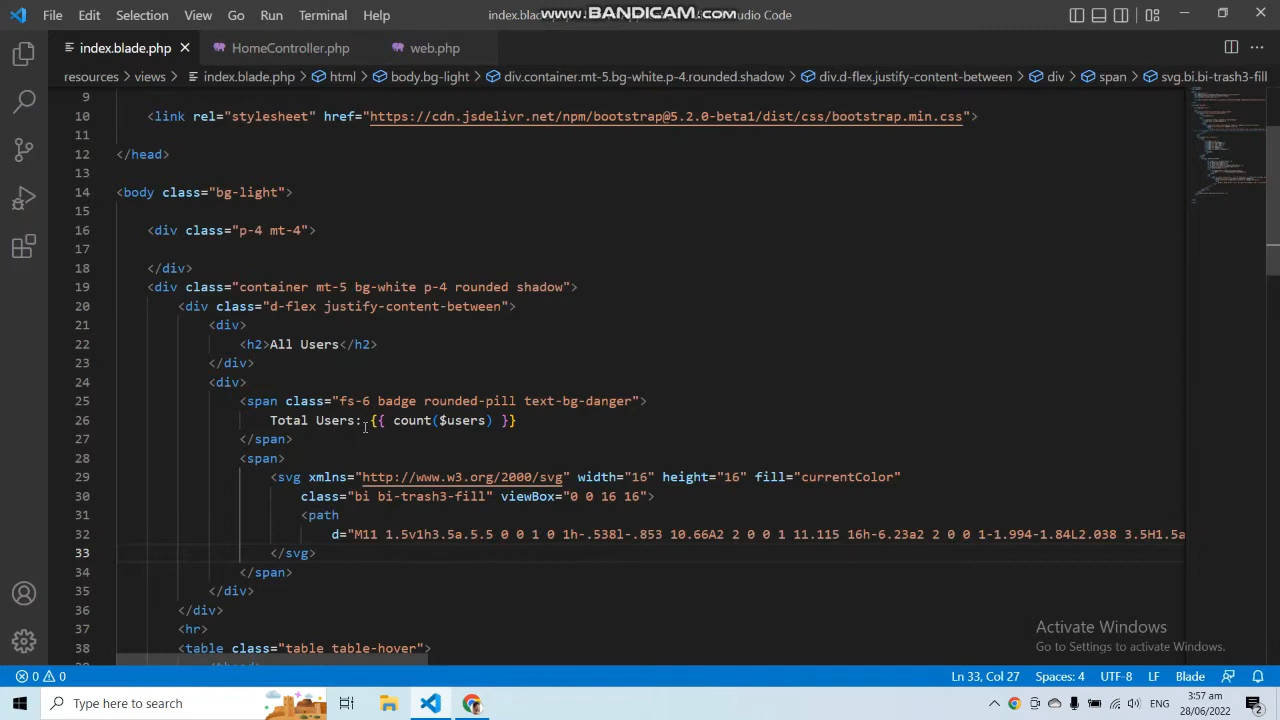 File Edit Selection View Go Run Terminal Help index.bla www.BANDICAM.com udio Code
index.blade.php HomeController.php web.php
resources > views > index.blade.php > html > body.bg-light > div.container.mt-5.bg-white.p-4.rounded.shadow > div.d-flex.justify-content-between > div > span > svg.bi.bi-trash3-fill
9
10 <link rel="stylesheet" href="https://cdn.jsdelivr.net/npm/bootstrap@5.2.0-beta1/dist/css/bootstrap.min.css">
11
12 </head>
13
14 <body class="bg-light">
15
16 <div class="p-4 mt-4">
17
18 </div>
19 <div class="container mt-5 bg-white p-4 rounded shadow">
20 <div class="d-flex justify-content-between">
21 <div>
22 <h2>All Users</h2>
23 </div>
24 <div>
25 <span class="fs-6 badge rounded-pill text-bg-danger">
26 Total Users: {{ count($users) }}
27 </span>
28 <span>
29 <svg xmlns="http://www.w3.org/2000/svg" width="16" height="16" fill="currentColor"
30 class="bi bi-trash3-fill" viewBox="0 0 16 16">
31 <path
32 d="M11 1.5v1h3.5a.5.5 0 0 1 0 1h-.538l-.853 10.66A2 2 0 0 1 11.115 16h-6.23a2 2 0 0 1-1.994-1.84L2.038 3.5H1.5a
33 </svg>
34 </span>
35 </div>
36 </div>
37 <hr>
38 <table class="table table-hover">
Activate Windows
Go to Settings to activate Windows.
0 0 Ln 33, Col 27 Spaces: 4 UTF-8 LF Blade
Type here to search ENG 3:57 am
28/06/2022 2